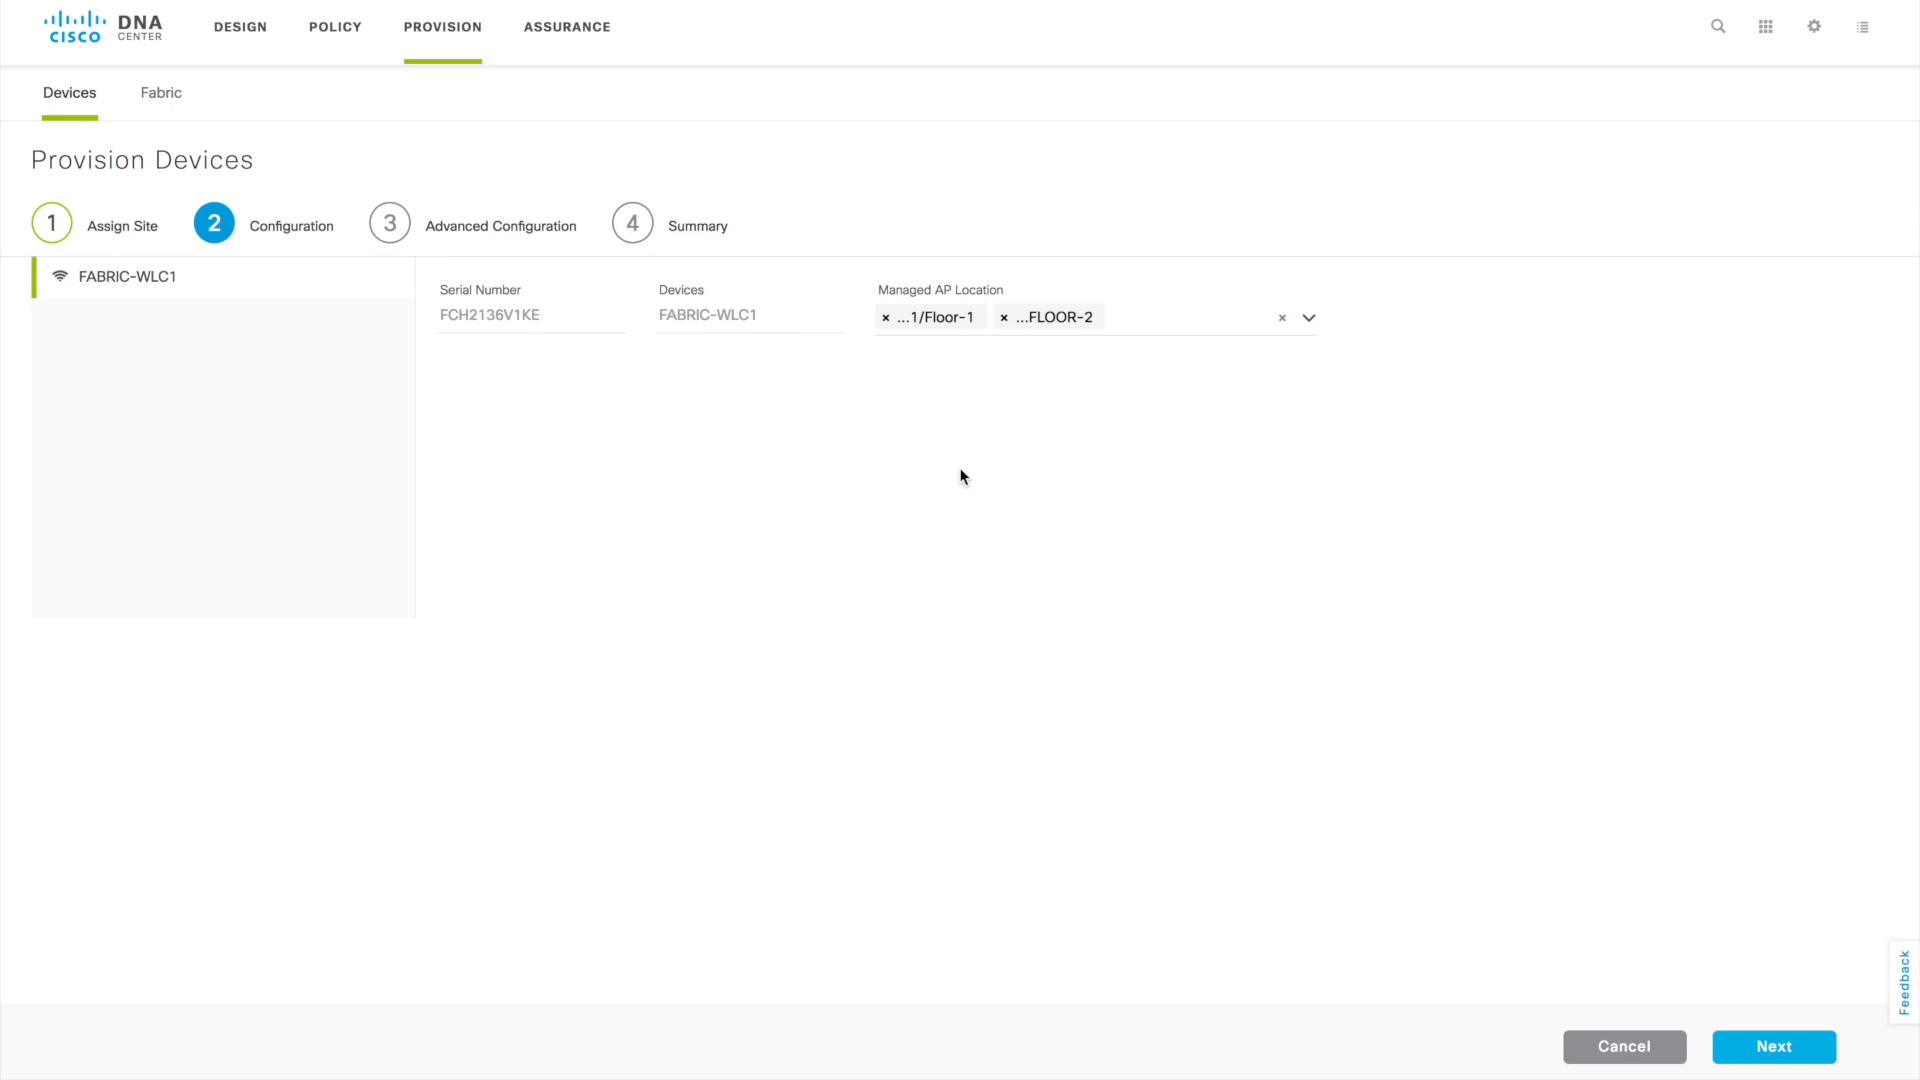 CISCO DNA CENTER DESIGN POLICY PROVISION ASSURANCE
Devices Fabric
Provision Devices
1 Assign Site 2 Configuration 3 Advanced Configuration 4 Summary
FABRIC-WLC1
Serial Number Devices Managed AP Location
FCH2136V1KE FABRIC-WLC1 × ...1/Floor-1 × ...FLOOR-2 ×
Feedback
Cancel Next